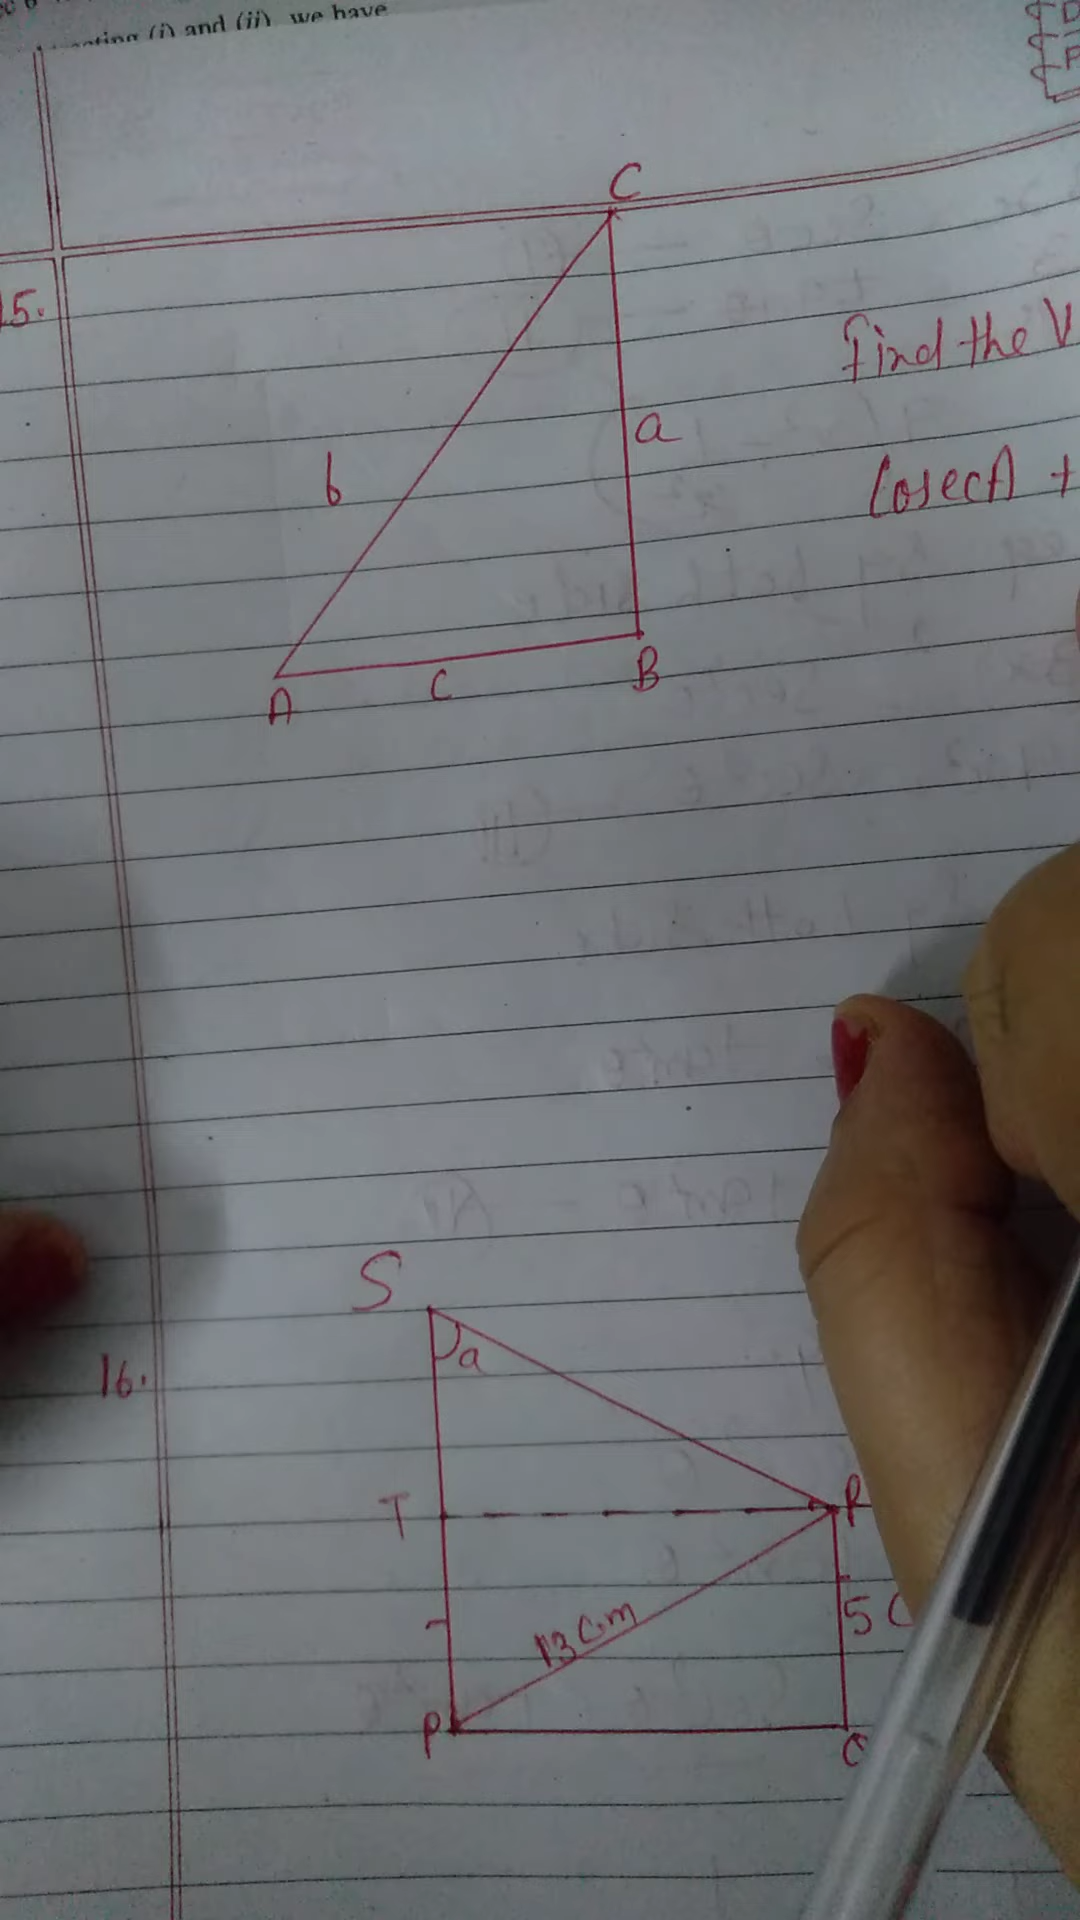 (i) and (ii), we have
C
15.
find the V
a
b
CosecA +
A
C
B
S
16.
a
T
R
5 C
13 cm
P
Q